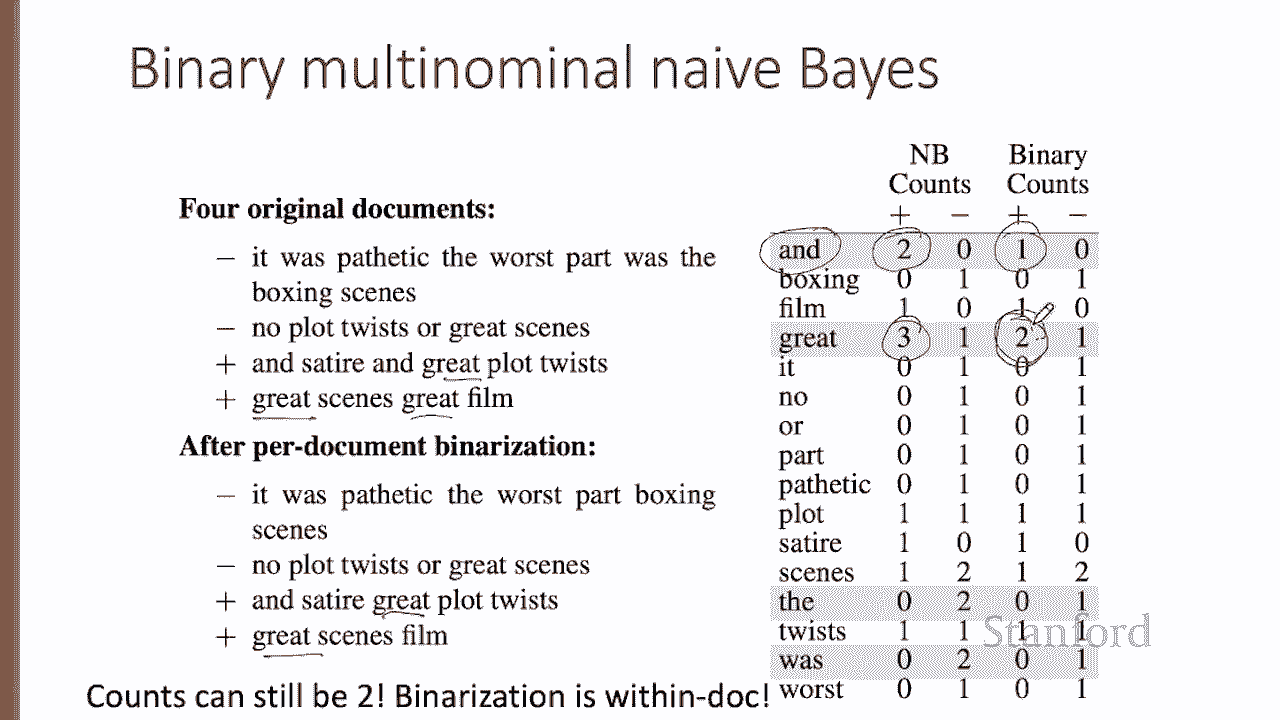 Binary multinominal naive Bayes
Four original documents:
− it was pathetic the worst part was the
boxing scenes
− no plot twists or great scenes
+ and satire and great plot twists
+ great scenes great film
After per-document binarization:
− it was pathetic the worst part boxing
scenes
− no plot twists or great scenes
+ and satire great plot twists
+ great scenes film
Counts can still be 2! Binarization is within-doc!
NB Binary
Counts Counts
+ − + −
and 2 0 1 0
boxing 0 1 0 1
film 1 0 1 0
great 3 1 2 1
it 0 1 0 1
no 0 1 0 1
or 0 1 0 1
part 0 1 0 1
pathetic 0 1 0 1
plot 1 1 1 1
satire 1 0 1 0
scenes 1 2 1 2
the 0 2 0 1
twists 1 1 1 1
was 0 2 0 1
worst 0 1 0 1
Stanford